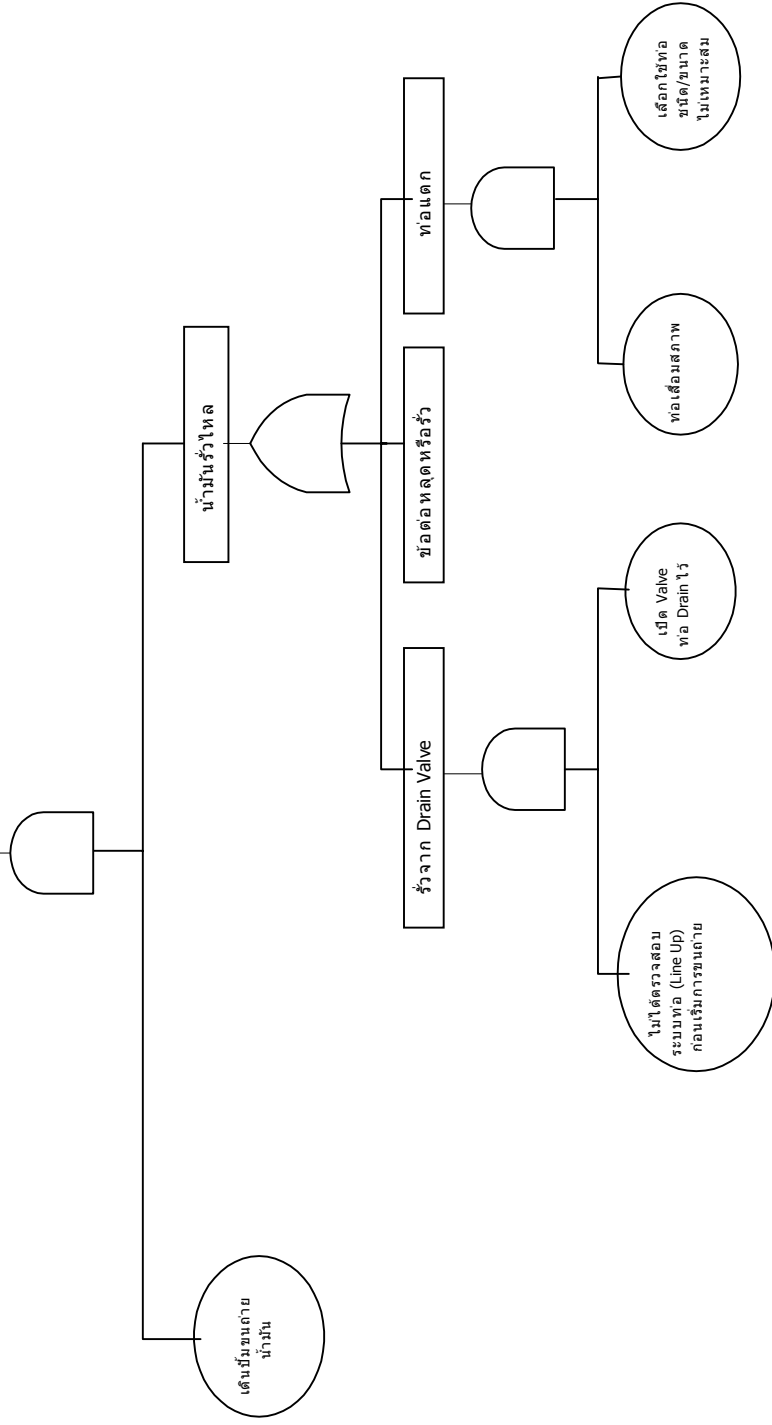 น้ำมันรั่วไหล
เดินปั๊มขนถ่าย
น้ำมัน
รั่วจาก Drain Valve
ข้อต่อหลุดหรือรั่ว
ท่อแตก
ไม่ได้ตรวจสอบ
ระบบท่อ (Line Up)
ก่อนเริ่มการขนถ่าย
เปิด Valve
ท่อ Drain ไว้
ท่อเสื่อมสภาพ
เลือกใช้ท่อ
ชนิด/ขนาด
ไม่เหมาะสม